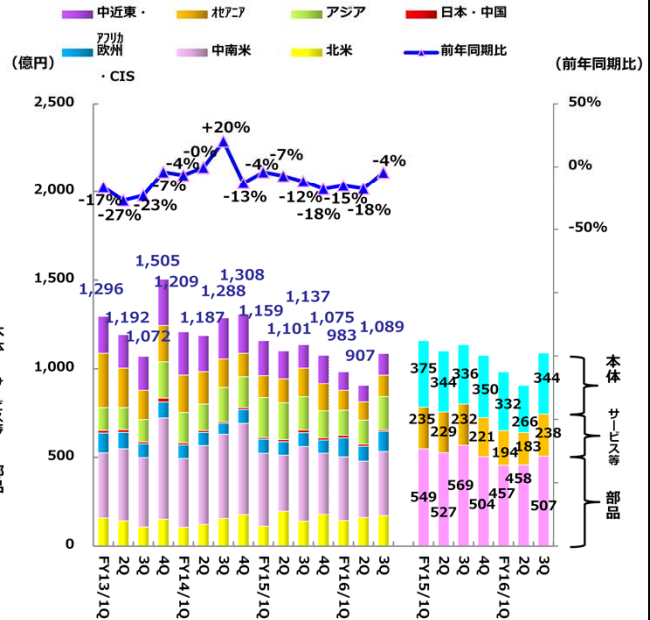 中近東・
アフリカ
オセアニア
アジア
日本・中国
欧州
・CIS
中南米
北米
前年同期比
(億円)
(前年同期比)
2,500
2,000
1,500
1,000
500
0
50%
0%
-50%
-17%
-27%
-23%
-7%
-4%
-0%
+20%
-13%
-4%
-7%
-12%
-18%
-15%
-18%
-4%
1,296
1,192
1,072
1,505
1,209
1,187
1,288
1,308
1,159
1,101
1,137
1,075
983
907
1,089
375
344
336
350
332
266
344
235
229
232
221
194
183
238
549
527
569
504
457
458
507
本体
サービス等
部品
FY13/1Q
2Q
3Q
4Q
FY14/1Q
2Q
3Q
4Q
FY15/1Q
2Q
3Q
4Q
FY16/1Q
2Q
3Q
FY15/1Q
2Q
3Q
4Q
FY16/1Q
2Q
3Q